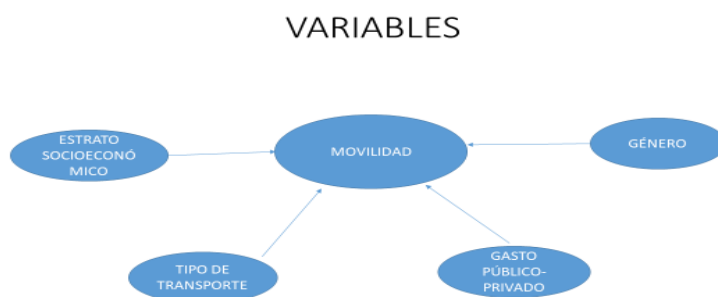 VARIABLES
ESTRATO
SOCIOECONÓ
MICO
MOVILIDAD
GÉNERO
TIPO DE
TRANSPORTE
GASTO
PÚBLICO-
PRIVADO